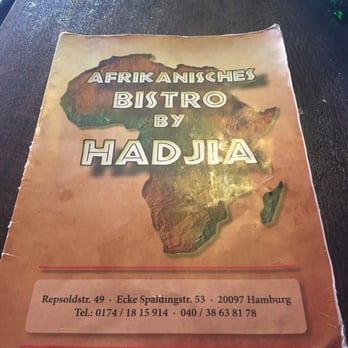 AFRIKANISCHES
BISTRO
BY
HADJIA
Repsoldstr. 49 · Ecke Spaldingstr. 53 · 20097 Hamburg
Tel.: 0174 / 18 15 914 · 040 / 38 63 81 78